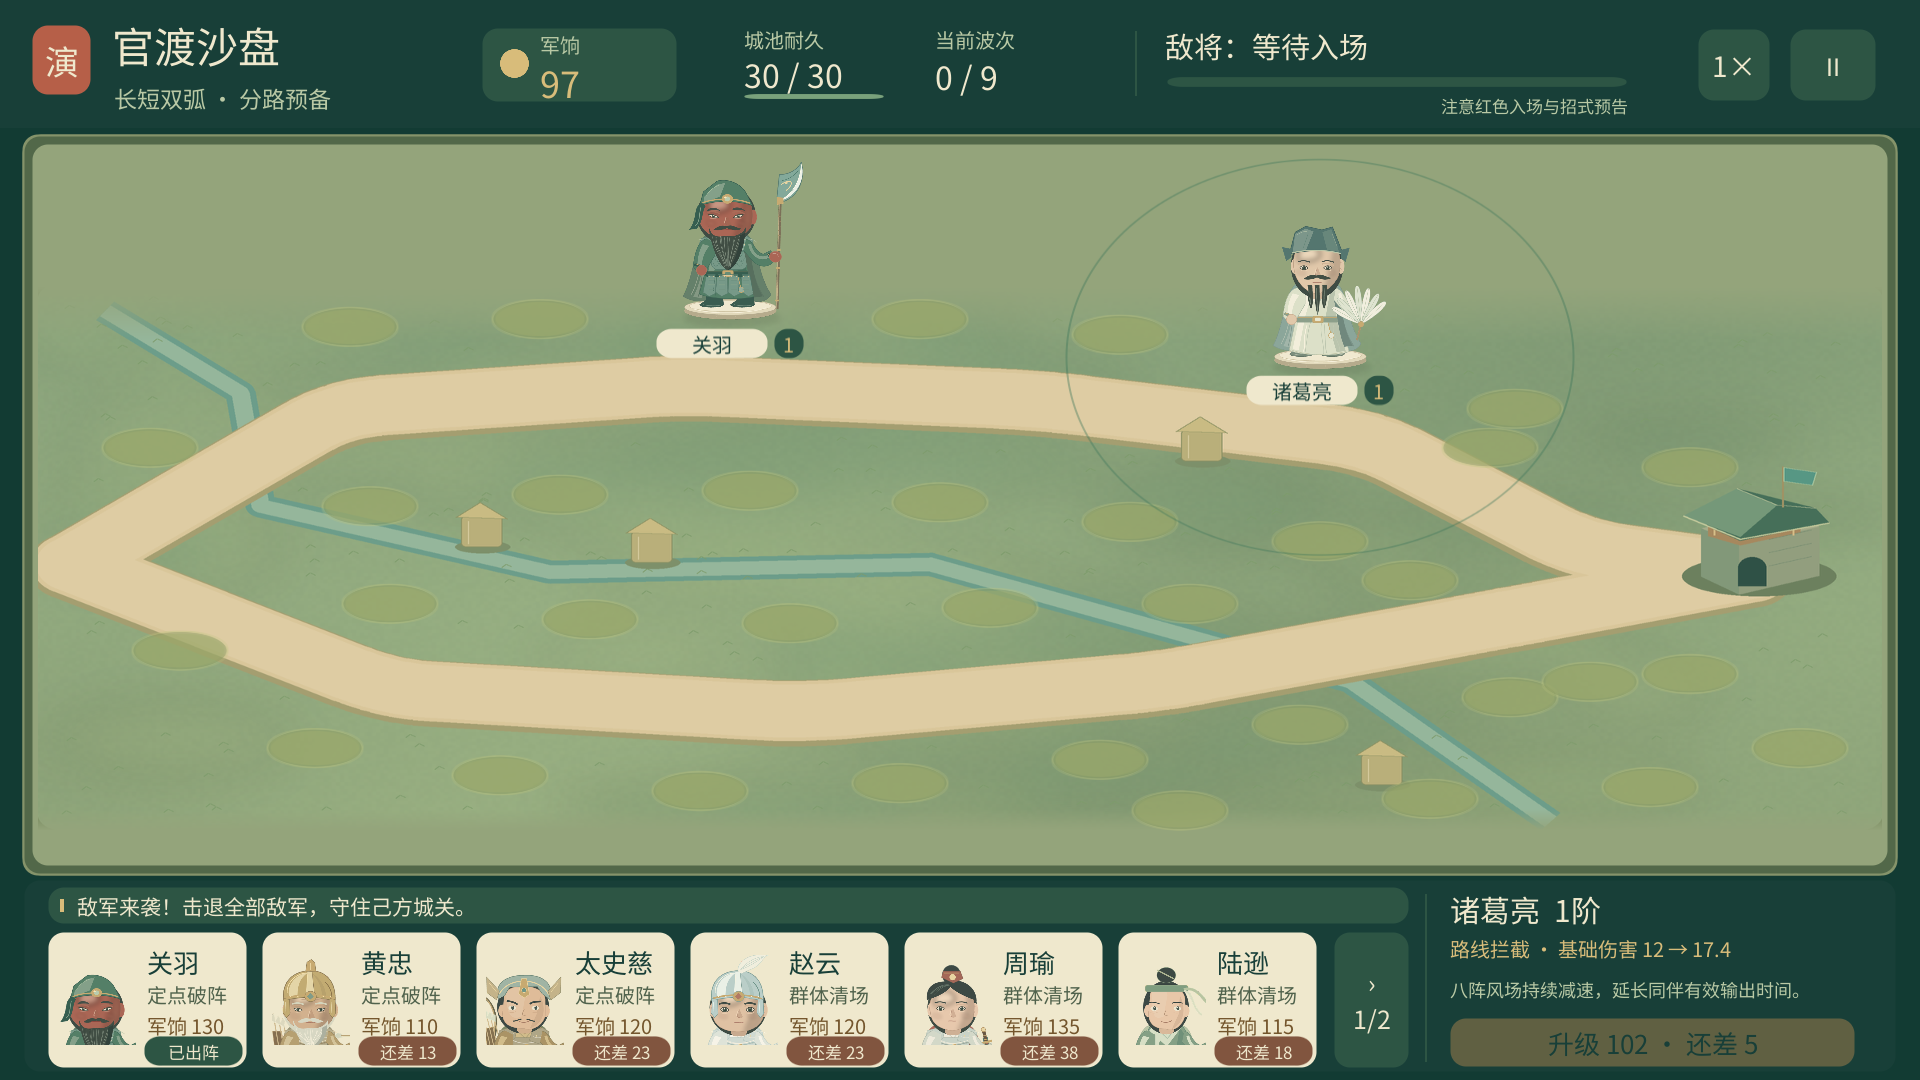 演
官渡沙盘
长短双弧 · 分路预备
军饷
97
城池耐久
30 / 30
当前波次
0 / 9
敌将：等待入场
注意红色入场与招式预告
1×
II
关羽 1
诸葛亮 1
敌军来袭！击退全部敌军，守住己方城关。
关羽
定点破阵
军饷 130
已出阵
黄忠
定点破阵
军饷 110
还差 13
太史慈
定点破阵
军饷 120
还差 23
赵云
群体清场
军饷 120
还差 23
周瑜
群体清场
军饷 135
还差 38
陆逊
群体清场
军饷 115
还差 18
›
1/2
诸葛亮 1阶
路线拦截 · 基础伤害 12 → 17.4
八阵风场持续减速，延长同伴有效输出时间。
升级 102 · 还差 5